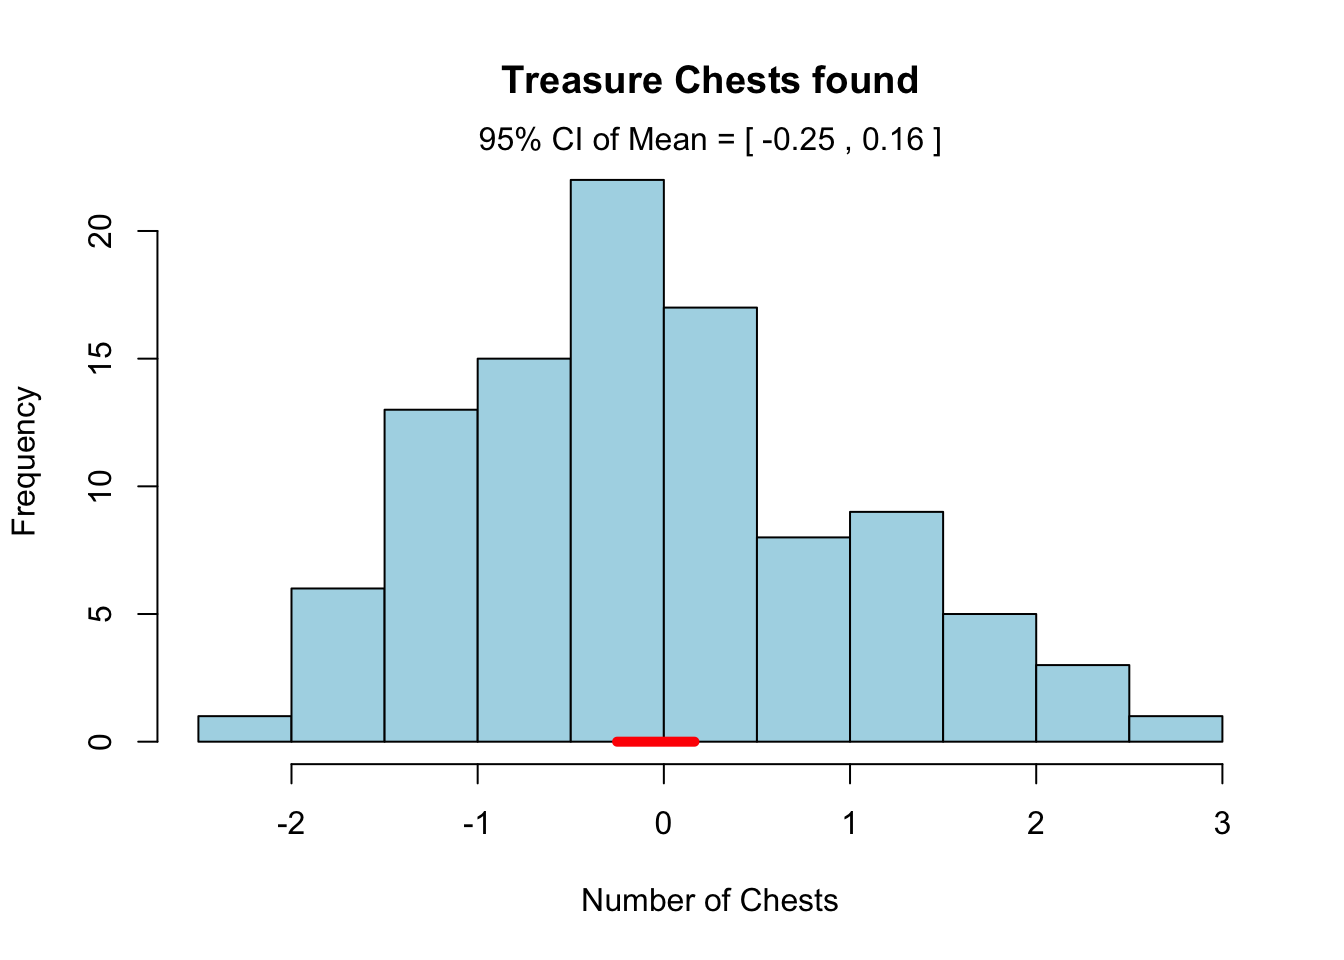 Treasure Chests found
95% CI of Mean = [ -0.25 , 0.16 ]
Frequency
20
15
10
5
0
-2 -1 0 1 2 3
Number of Chests